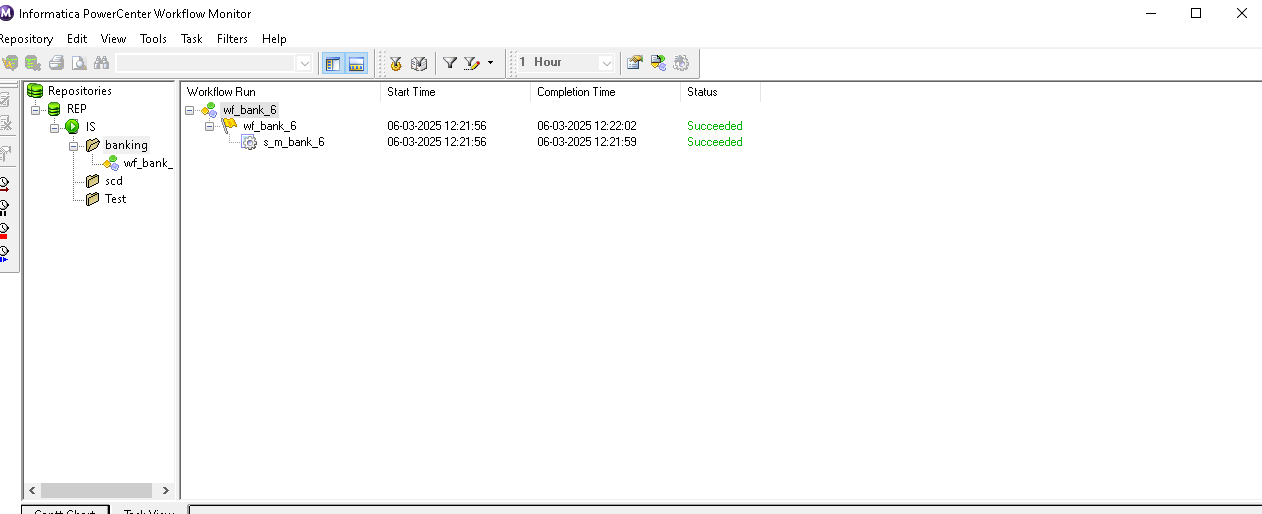 Informatica PowerCenter Workflow Monitor
Repository Edit View Tools Task Filters Help
1 Hour
Repositories
REP
IS
banking
wf_bank_
scd
Test
Workflow Run Start Time Completion Time Status
wf_bank_6
wf_bank_6 06-03-2025 12:21:56 06-03-2025 12:22:02 Succeeded
s_m_bank_6 06-03-2025 12:21:56 06-03-2025 12:21:59 Succeeded
Gantt Chart Task View